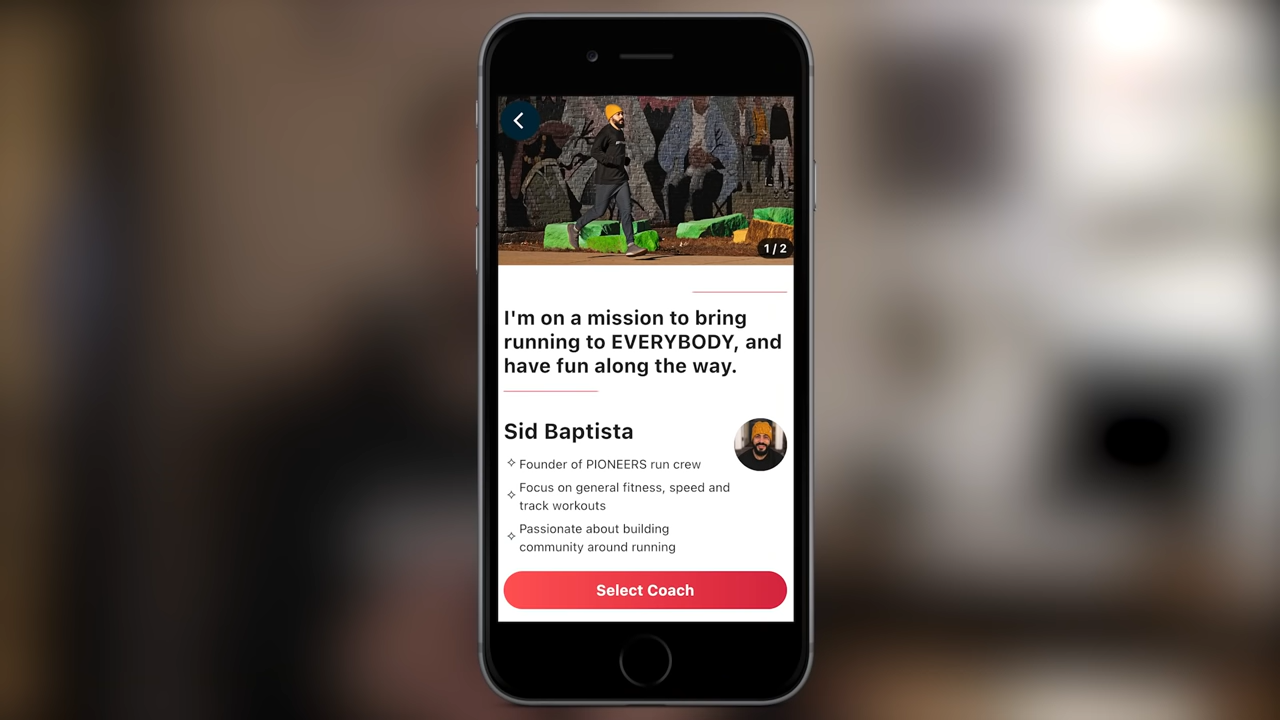 1 / 2
I'm on a mission to bring
running to EVERYBODY, and
have fun along the way.
Sid Baptista
Founder of PIONEERS run crew
Focus on general fitness, speed and
track workouts
Passionate about building
community around running
Select Coach